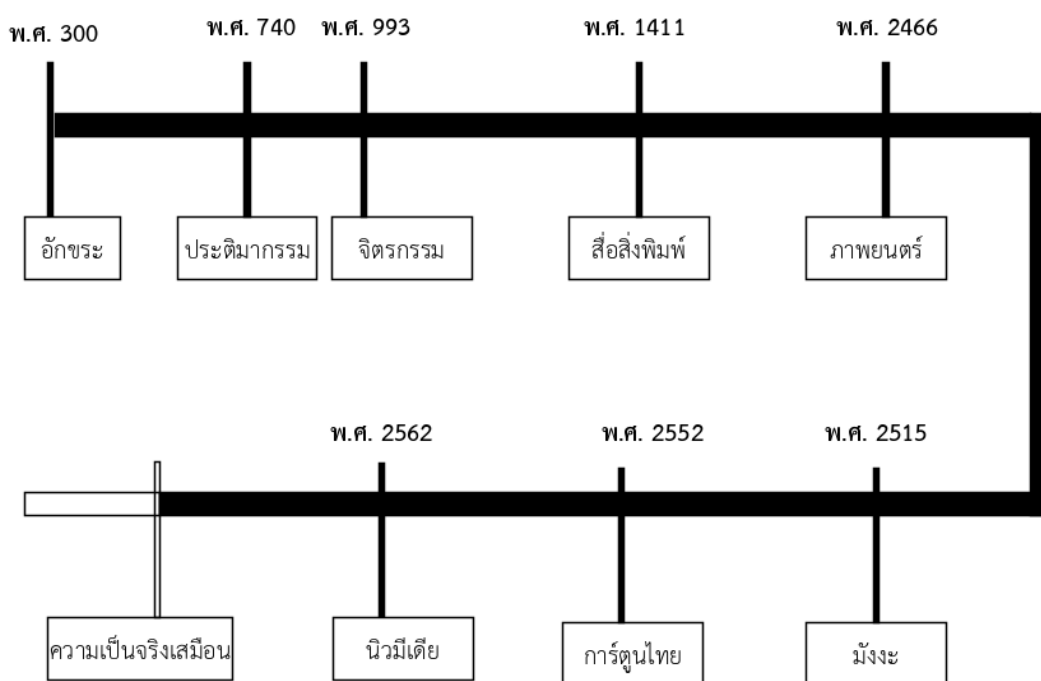 พ.ศ. 300
พ.ศ. 740
พ.ศ. 993
พ.ศ. 1411
พ.ศ. 2466
อักขระ
ประติมากรรม
จิตรกรรม
สื่อสิ่งพิมพ์
ภาพยนตร์
พ.ศ. 2562
พ.ศ. 2552
พ.ศ. 2515
ความเป็นจริงเสมือน
นิวมีเดีย
การ์ตูนไทย
มังงะ